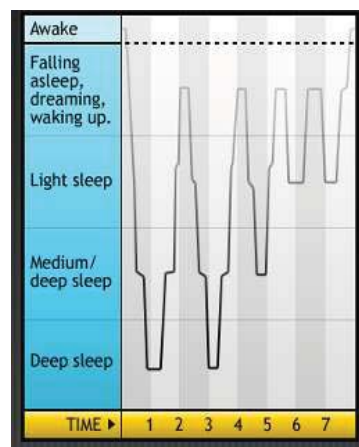 Awake
Falling
asleep,
dreaming,
waking up.
Light sleep
Medium/
deep sleep
Deep sleep
TIME ▶ 1 2 3 4 5 6 7